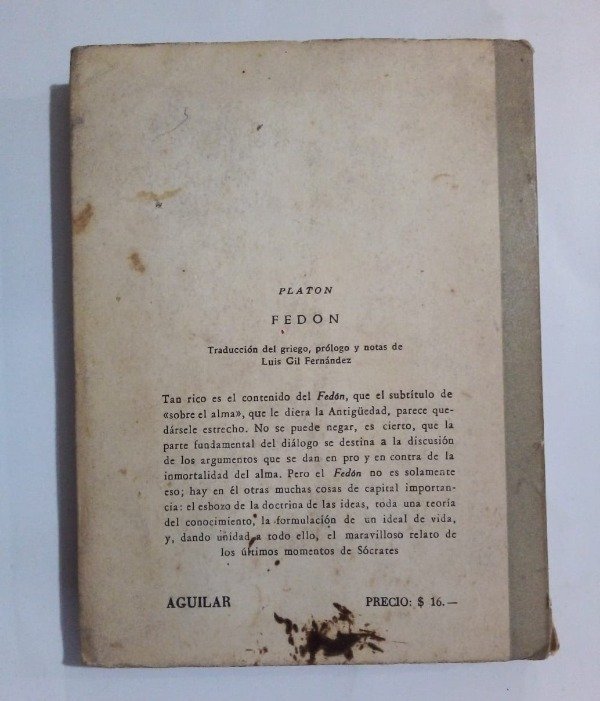 PLATON
FEDON
Traducción del griego, prólogo y notas de
Luis Gil Fernández
Tan rico es el contenido del Fedón, que el subtítulo de
«sobre el alma», que le diera la Antigüedad, parece que-
dársele estrecho. No se puede negar, es cierto, que la
parte fundamental del diálogo se destina a la discusión
de los argumentos que se dan en pro y en contra de la
inmortalidad del alma. Pero el Fedón no es solamente
eso; hay en él otras muchas cosas de capital importan-
cia: el esbozo de la doctrina de las ideas, toda una teoría
del conocimiento, la formulación de un ideal de vida,
y, dando unidad a todo ello, el maravilloso relato de
los últimos momentos de Sócrates
AGUILAR PRECIO: $ 16.—